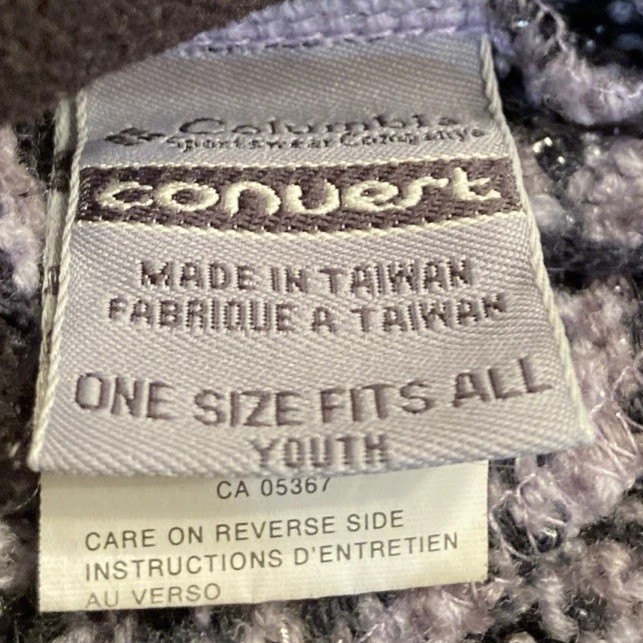 Columbia
Sportswear Company
convert
MADE IN TAIWAN
FABRIQUE A TAIWAN
ONE SIZE FITS ALL
YOUTH
CA 05367
CARE ON REVERSE SIDE
INSTRUCTIONS D'ENTRETIEN
AU VERSO